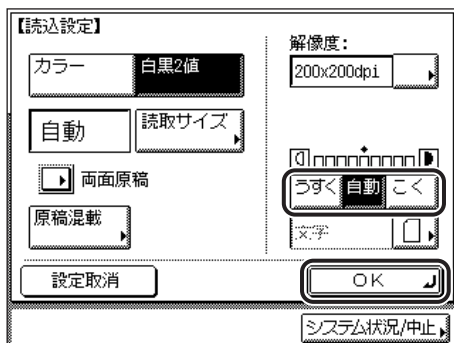 【読込設定】
カラー
白黒2値
自動
読取サイズ
両面原稿
原稿混載
設定取消
解像度:
200x200dpi
うすく
自動
こく
文字
OK
システム状況/中止